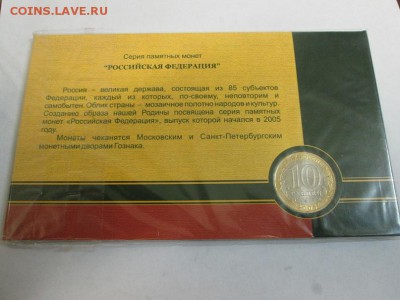 COINS.LAVE.RU
Серия памятных монет
"РОССИЙСКАЯ ФЕДЕРАЦИЯ"
Россия – великая держава, состоящая из 85 субъектов
Федерации, каждый из которых, по-своему, неповторим и
самобытен. Облик страны – мозаичное полотно народов и культур.
Созданию образа нашей Родины посвящена серия памятных
монет «Российская Федерация», выпуск которой начался в 2005
году.
Монеты чеканятся Московским и Санкт-Петербургским
монетными дворами Гознака.
10